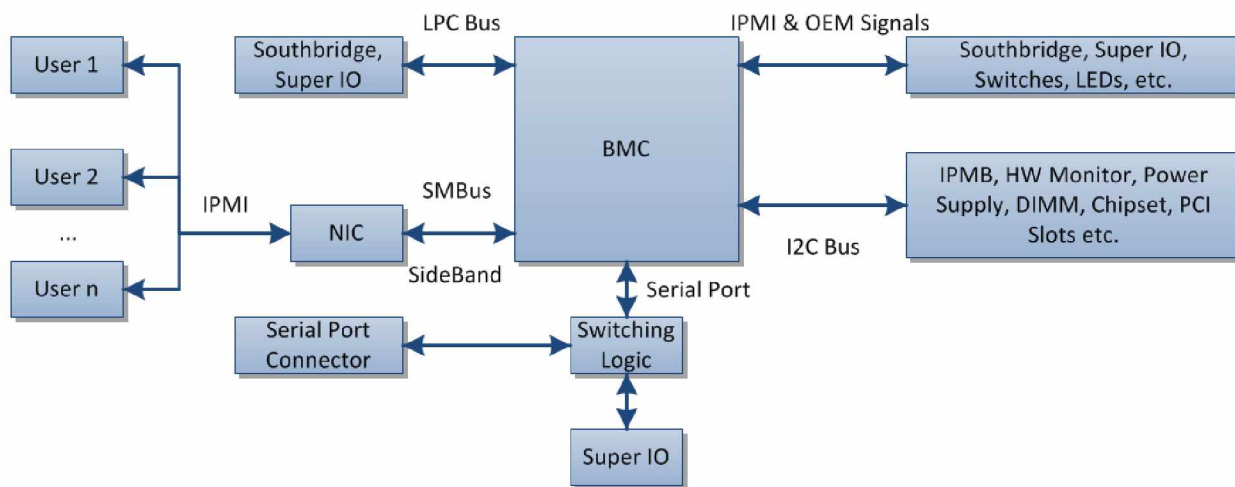 LPC Bus
IPMI & OEM Signals
User 1
Southbridge,
Super IO
Southbridge, Super IO,
Switches, LEDs, etc.
BMC
User 2
IPMI
SMBus
IPMB, HW Monitor, Power
Supply, DIMM, Chipset, PCI
Slots etc.
...
NIC
I2C Bus
User n
SideBand
Serial Port
Serial Port
Connector
Switching
Logic
Super IO